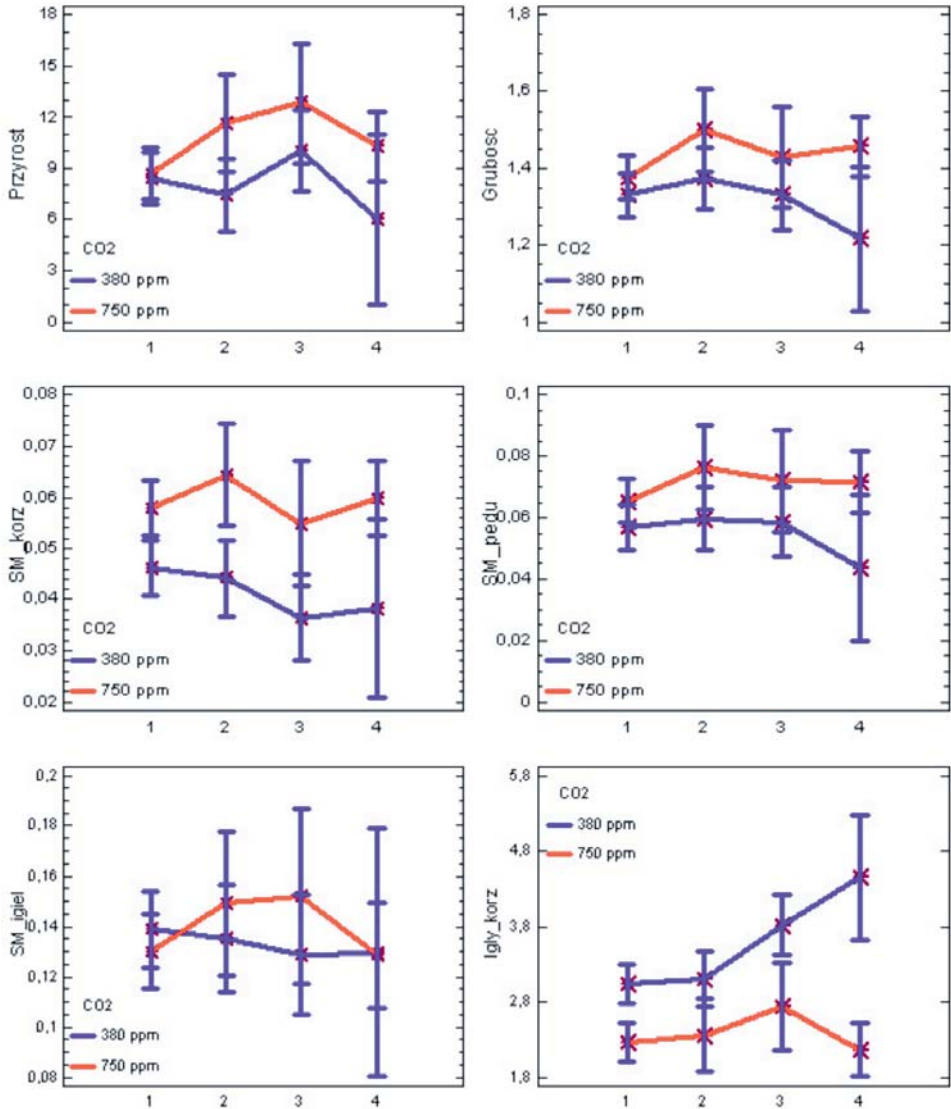 Przyrost
18
15
12
9
6
3
0
CO2
380 ppm
750 ppm
1 2 3 4
Grubosc
1,8
1,6
1,4
1,2
1
CO2
380 ppm
750 ppm
1 2 3 4
SM_korz
0,08
0,07
0,06
0,05
0,04
0,03
0,02
CO2
380 ppm
750 ppm
1 2 3 4
SM_pedu
0,1
0,08
0,06
0,04
0,02
0
CO2
380 ppm
750 ppm
1 2 3 4
SM_igiel
0,2
0,18
0,16
0,14
0,12
0,1
0,08
CO2
380 ppm
750 ppm
1 2 3 4
Igly_korz
5,8
4,8
3,8
2,8
1,8
CO2
380 ppm
750 ppm
1 2 3 4